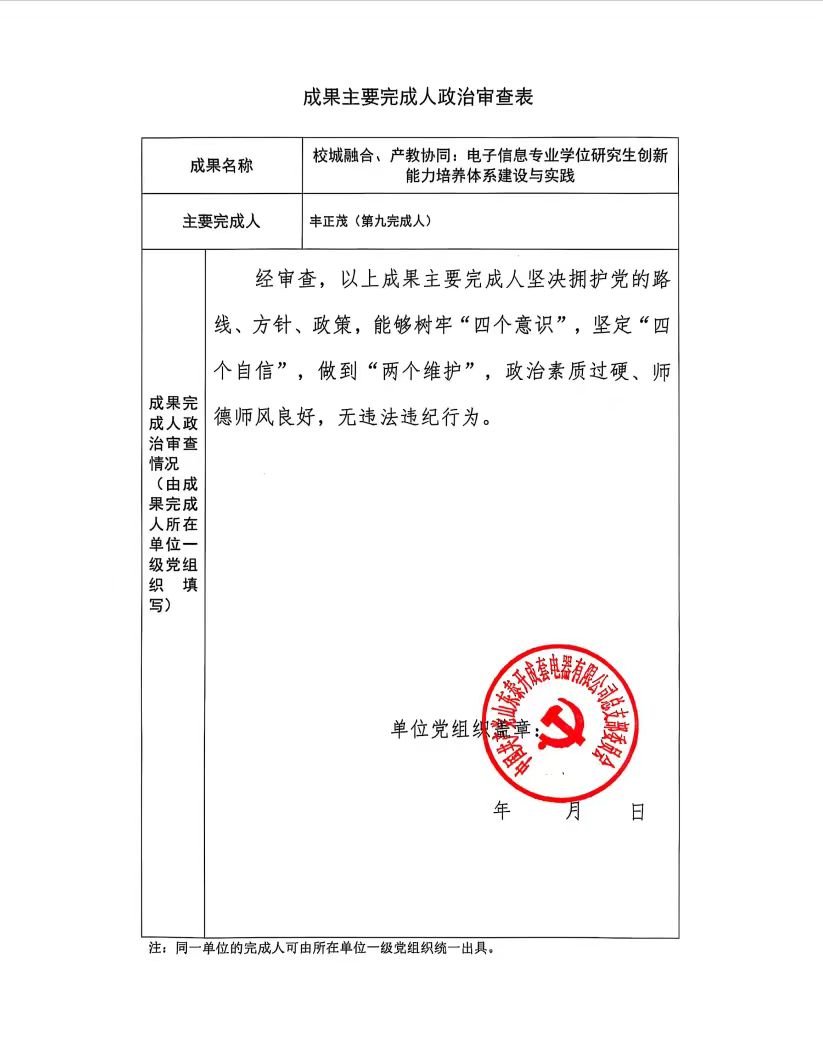 成果主要完成人政治审查表
成果名称
校城融合、产教协同：电子信息专业学位研究生创新
能力培养体系建设与实践
主要完成人
丰正茂（第九完成人）
成果完
成人政
治审查
情况
（由成
果完成
人所在
单位一
级党组
织 填
写）
经审查，以上成果主要完成人坚决拥护党的路
线、方针、政策，能够树牢“四个意识”，坚定“四
个自信”，做到“两个维护”，政治素质过硬、师
德师风良好，无违法违纪行为。
单位党组织盖章：
中国共产党山东泰开成套电器有限公司总支部委员会
年 月 日
注：同一单位的完成人可由所在单位一级党组织统一出具。